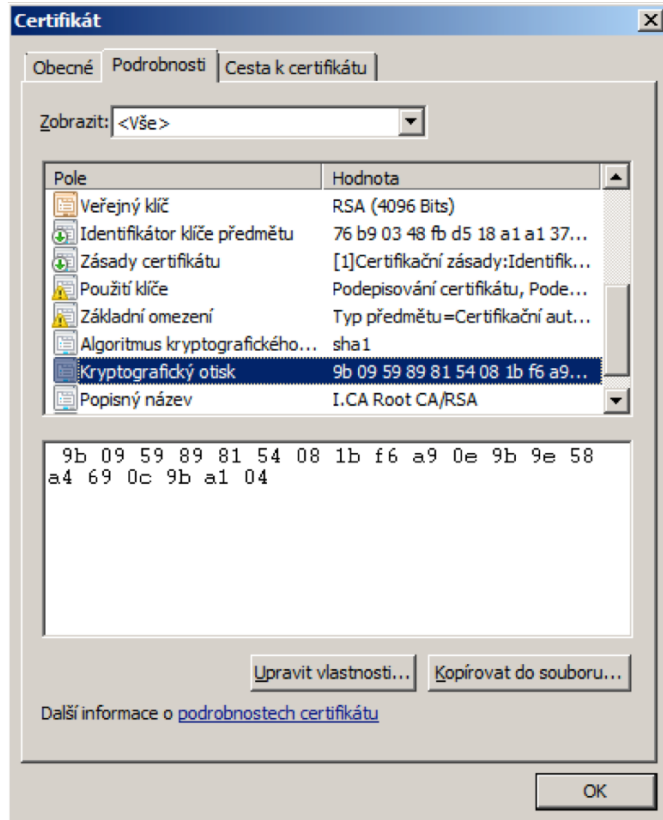 Certifikát
Obecné Podrobnosti Cesta k certifikátu
Zobrazit: <Vše>
Pole Hodnota
Veřejný klíč RSA (4096 Bits)
Identifikátor klíče předmětu 76 b9 03 48 fb d5 18 a1 a1 37...
Zásady certifikátu [1]Certifikační zásady:Identifik...
Použití klíče Podepisování certifikátu, Pode...
Základní omezení Typ předmětu=Certifikační aut...
Algoritmus kryptografického... sha1
Kryptografický otisk 9b 09 59 89 81 54 08 1b f6 a9...
Popisný název I.CA Root CA/RSA
9b 09 59 89 81 54 08 1b f6 a9 0e 9b 9e 58
a4 69 0c 9b a1 04
Upravit vlastnosti... Kopírovat do souboru...
Další informace o podrobnostech certifikátu
OK